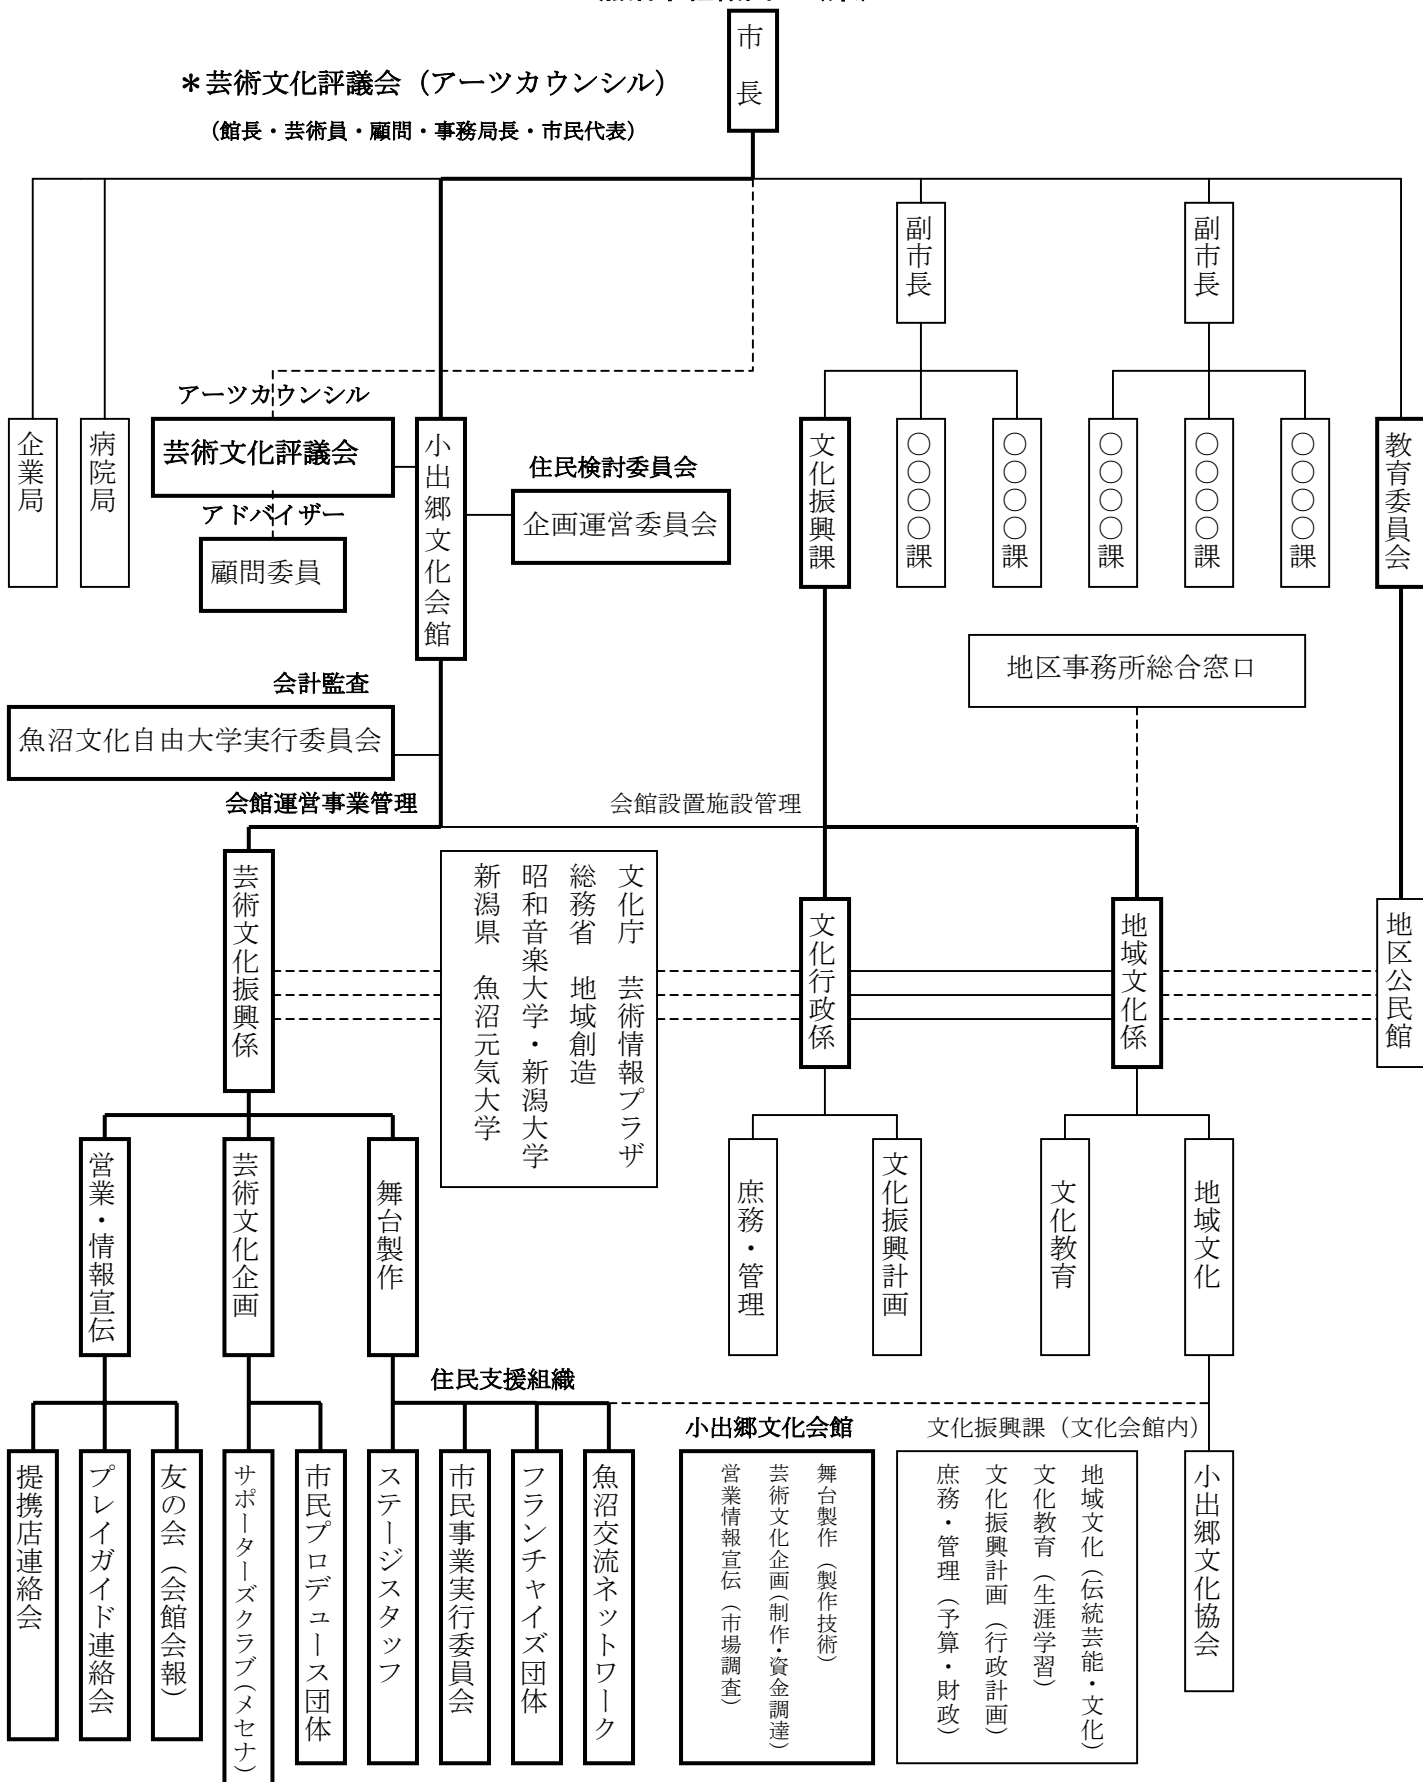 市長
＊芸術文化評議会（アーツカウンシル）
（館長・芸術員・顧問・事務局長・市民代表）
副市長
副市長
アーツカウンシル
企業局
病院局
芸術文化評議会
アドバイザー
顧問委員
小出郷文化会館
住民検討委員会
企画運営委員会
文化振興課
〇〇〇〇課
〇〇〇〇課
〇〇〇〇課
〇〇〇〇課
〇〇〇〇課
教育委員会
地区事務所総合窓口
会計監査
魚沼文化自由大学実行委員会
会館運営事業管理
会館設置施設管理
芸術文化振興係
文化庁　芸術情報プラザ
総務省　地域創造
昭和音楽大学・新潟大学
新潟県　魚沼元気大学
文化行政係
地域文化係
地区公民館
営業・情報宣伝
芸術文化企画
舞台製作
庶務・管理
文化振興計画
文化教育
地域文化
住民支援組織
小出郷文化会館
文化振興課（文化会館内）
提携店連絡会
プレイガイド連絡会
友の会（会館会報）
サポーターズクラブ（メセナ）
市民プロデュース団体
ステージスタッフ
市民事業実行委員会
フランチャイズ団体
魚沼交流ネットワーク
舞台製作（製作技術）
芸術文化企画（制作・資金調達）
営業情報宣伝（市場調査）
地域文化（伝統芸能・文化）
文化教育（生涯学習）
文化振興計画（行政計画）
庶務・管理（予算・財政）
小出郷文化協会